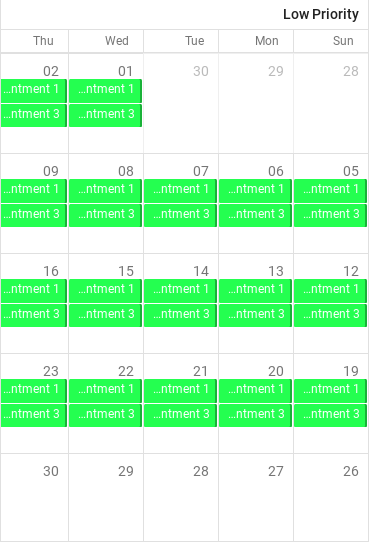 Low Priority
Thu Wed Tue Mon Sun
02 01 30 29 28
...ntment 1 ...ntment 1
...ntment 3 ...ntment 3
09 08 07 06 05
...ntment 1 ...ntment 1 ...ntment 1 ...ntment 1 ...ntment 1
...ntment 3 ...ntment 3 ...ntment 3 ...ntment 3 ...ntment 3
16 15 14 13 12
...ntment 1 ...ntment 1 ...ntment 1 ...ntment 1 ...ntment 1
...ntment 3 ...ntment 3 ...ntment 3 ...ntment 3 ...ntment 3
23 22 21 20 19
...ntment 1 ...ntment 1 ...ntment 1 ...ntment 1 ...ntment 1
...ntment 3 ...ntment 3 ...ntment 3 ...ntment 3 ...ntment 3
30 29 28 27 26